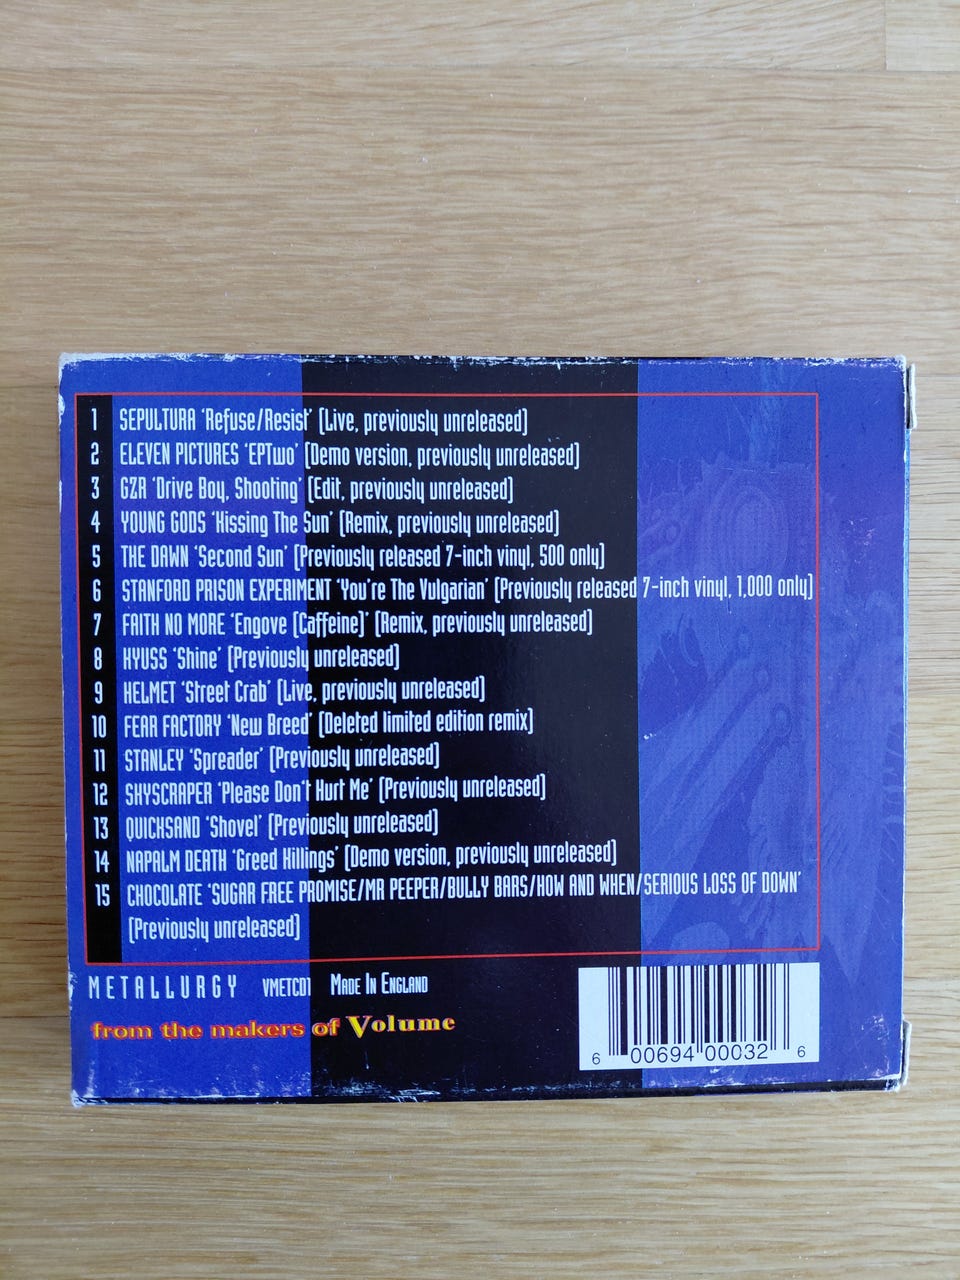 1 SEPULTURA 'Refuse/Resist' (Live, previously unreleased)
2 ELEVEN PICTURES 'EPTwo' (Demo version, previously unreleased)
3 GZR 'Drive Boy, Shooting' (Edit, previously unreleased)
4 YOUNG GODS 'Kissing The Sun' (Remix, previously unreleased)
5 THE DAWN 'Second Sun' (Previously released 7-inch vinyl, 500 only)
6 STANFORD PRISON EXPERIMENT 'You're The Vulgarian' (Previously released 7-inch vinyl, 1,000 only)
7 FAITH NO MORE 'Engove (Caffeine)' (Remix, previously unreleased)
8 KYUSS 'Shine' (Previously unreleased)
9 HELMET 'Street Crab' (Live, previously unreleased)
10 FEAR FACTORY 'New Breed' (Deleted limited edition remix)
11 STANLEY 'Spreader' (Previously unreleased)
12 SKYSCRAPER 'Please Don't Hurt Me' (Previously unreleased)
13 QUICKSAND 'Shovel' (Previously unreleased)
14 NAPALM DEATH 'Greed Killings' (Demo version, previously unreleased)
15 CHOCOLATE 'SUGAR FREE PROMISE/MR PEEPER/BULLY BARS/HOW AND WHEN/SERIOUS LOSS OF DOWN'
(Previously unreleased)
METALLURGY VMETCD1 MADE IN ENGLAND
from the makers of Volume
6 00694 00032 6